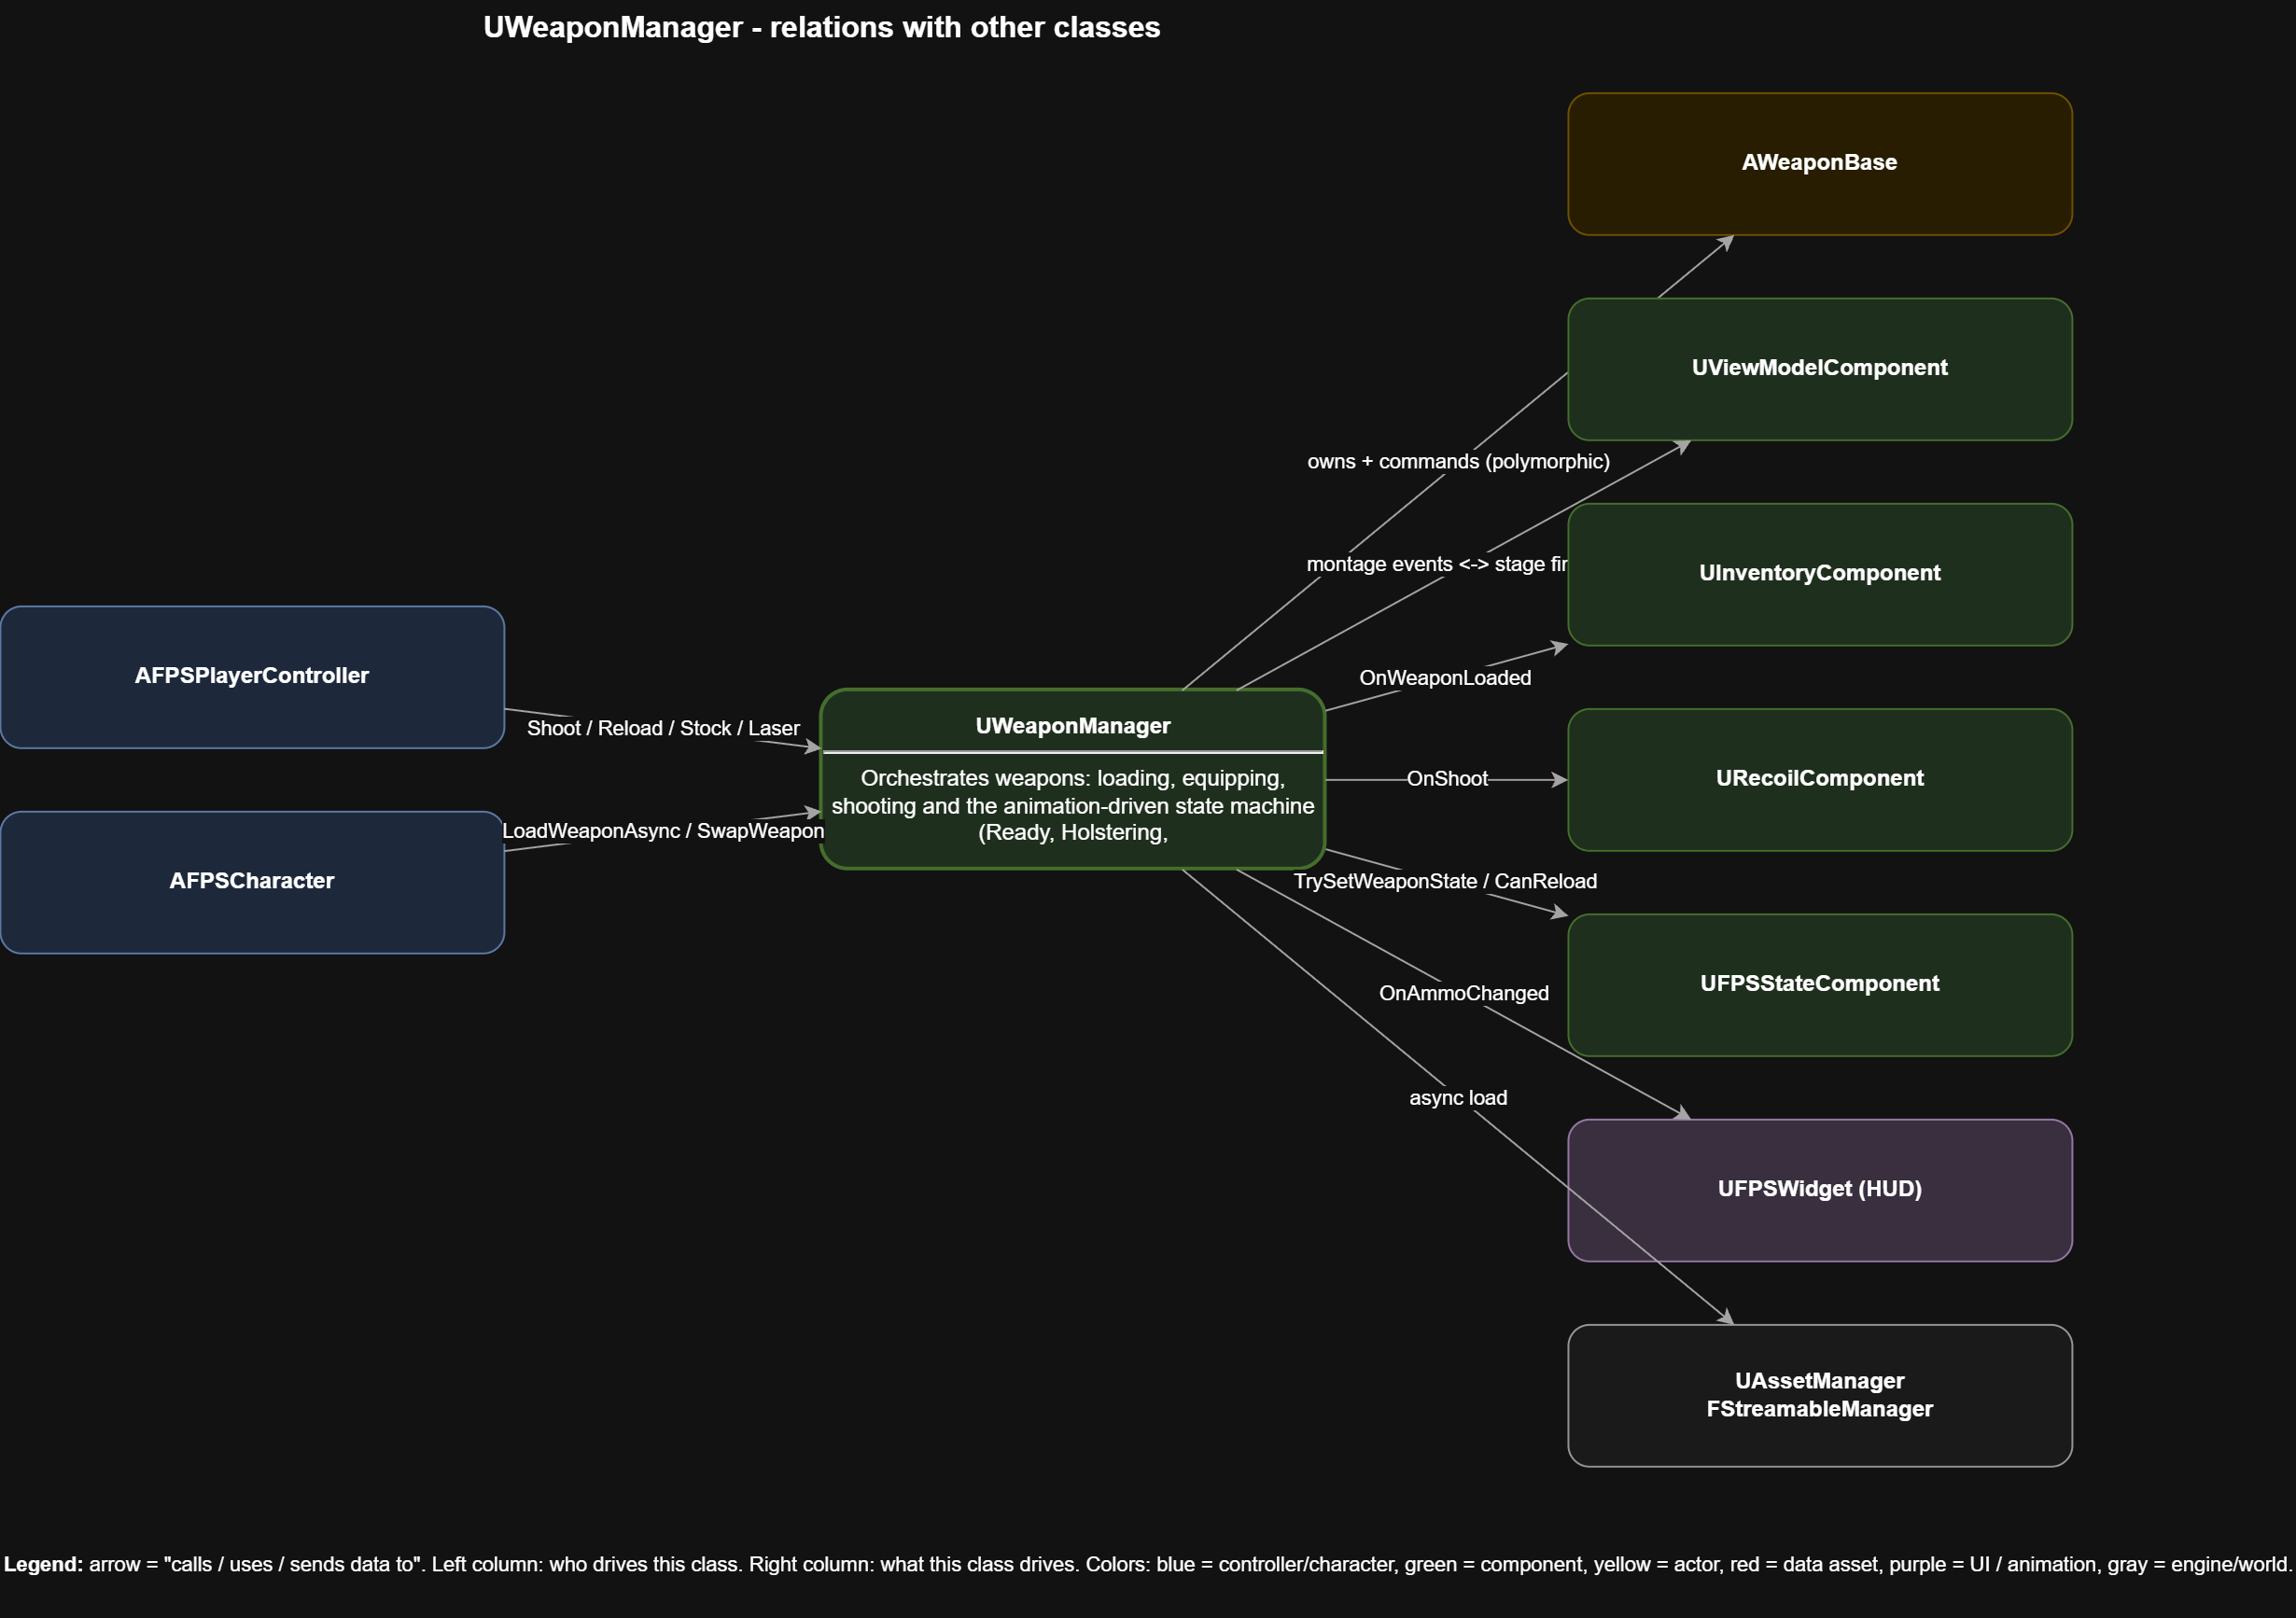 UWeaponManager - relations with other classes
AWeaponBase
UViewModelComponent
owns + commands (polymorphic)
montage events <-> stage fin
UInventoryComponent
AFPSPlayerController
OnWeaponLoaded
Shoot / Reload / Stock / Laser
UWeaponManager
Orchestrates weapons: loading, equipping,
shooting and the animation-driven state machine
(Ready, Holstering,
OnShoot
URecoilComponent
LoadWeaponAsync / SwapWeapon
AFPSCharacter
TrySetWeaponState / CanReload
UFPSStateComponent
OnAmmoChanged
async load
UFPSWidget (HUD)
UAssetManager
FStreamableManager
Legend: arrow = "calls / uses / sends data to". Left column: who drives this class. Right column: what this class drives. Colors: blue = controller/character, green = component, yellow = actor, red = data asset, purple = UI / animation, gray = engine/world.